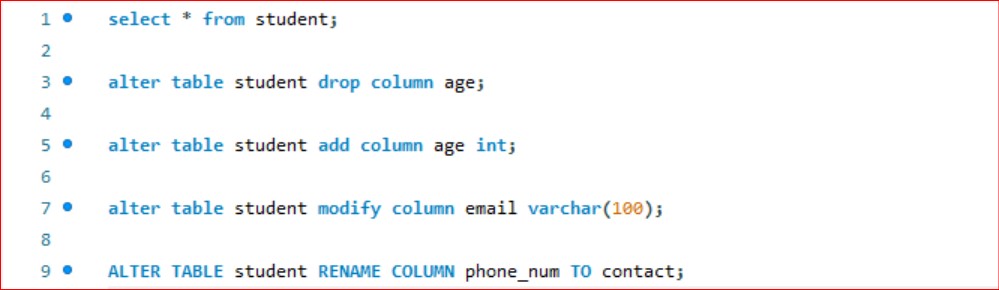 1 select * from student;
2
3 alter table student drop column age;
4
5 alter table student add column age int;
6
7 alter table student modify column email varchar(100);
8
9 ALTER TABLE student RENAME COLUMN phone_num TO contact;